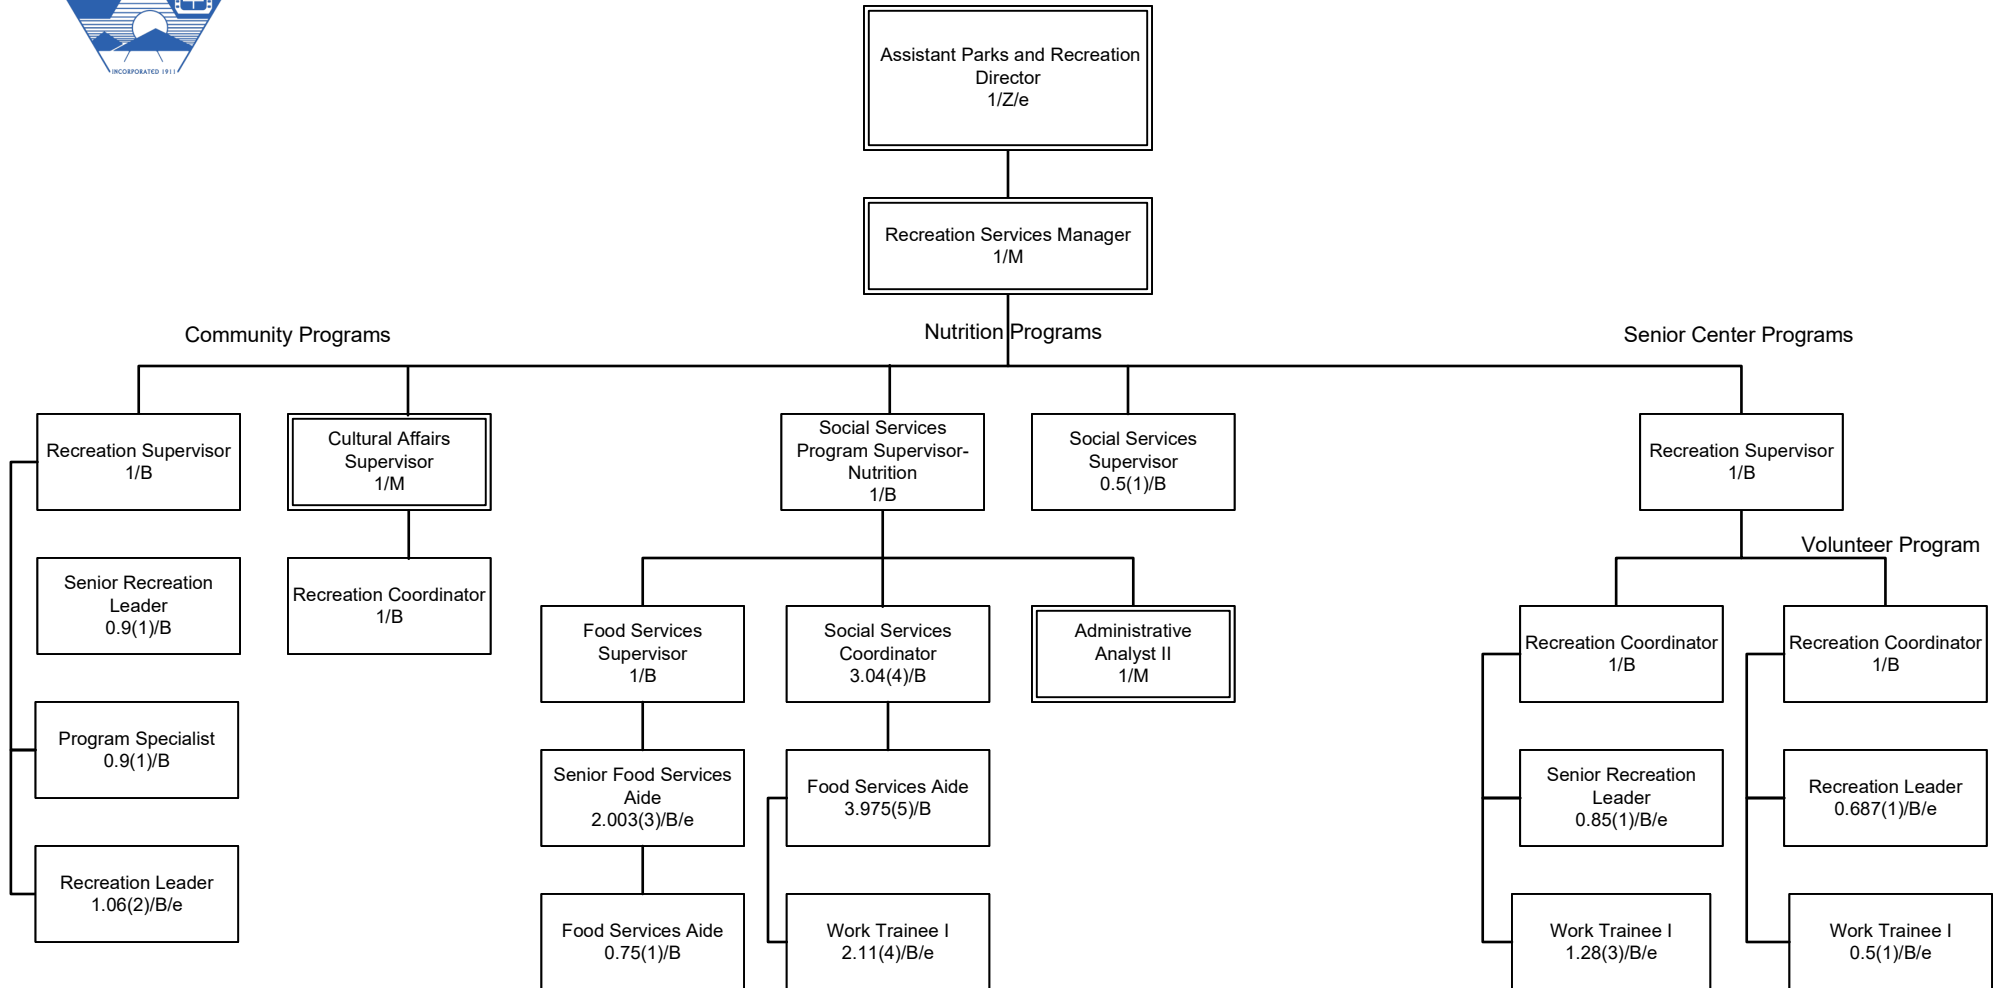 INCORPORATED 1911
Assistant Parks and Recreation
Director
1/Z/e
Recreation Services Manager
1/M
Community Programs
Nutrition Programs
Senior Center Programs
Recreation Supervisor
1/B
Cultural Affairs
Supervisor
1/M
Social Services
Program Supervisor-
Nutrition
1/B
Social Services
Supervisor
0.5(1)/B
Recreation Supervisor
1/B
Volunteer Program
Senior Recreation
Leader
0.9(1)/B
Recreation Coordinator
1/B
Food Services
Supervisor
1/B
Social Services
Coordinator
3.04(4)/B
Administrative
Analyst II
1/M
Recreation Coordinator
1/B
Recreation Coordinator
1/B
Program Specialist
0.9(1)/B
Senior Food Services
Aide
2.003(3)/B/e
Food Services Aide
3.975(5)/B
Senior Recreation
Leader
0.85(1)/B/e
Recreation Leader
0.687(1)/B/e
Recreation Leader
1.06(2)/B/e
Food Services Aide
0.75(1)/B
Work Trainee I
2.11(4)/B/e
Work Trainee I
1.28(3)/B/e
Work Trainee I
0.5(1)/B/e